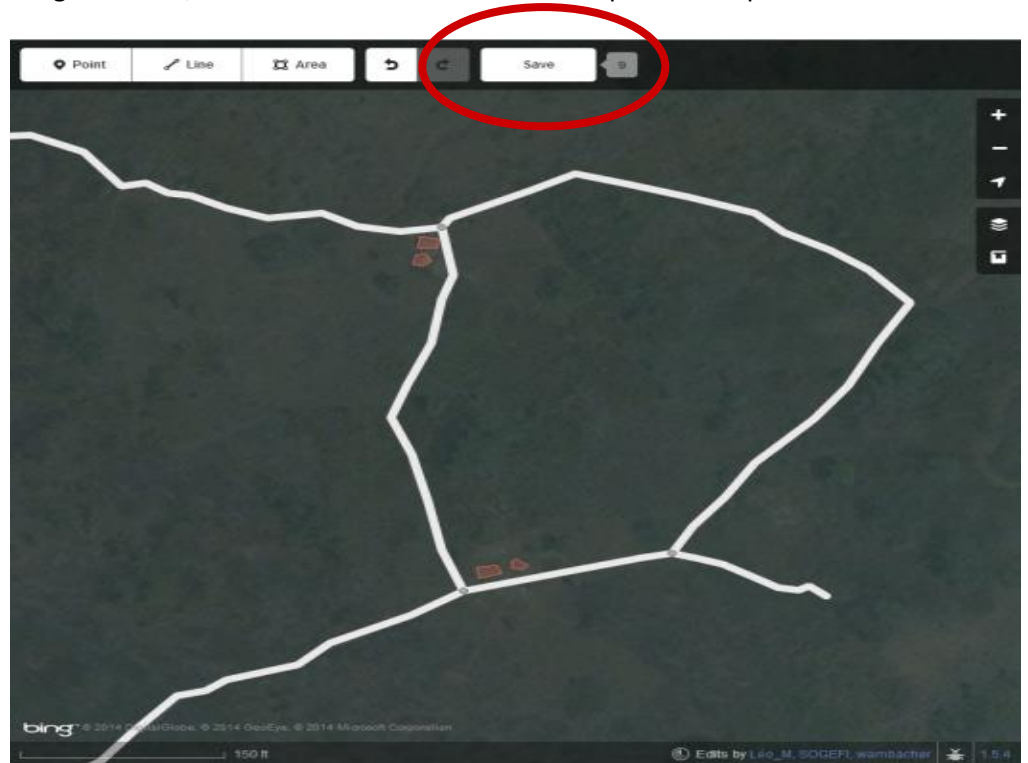 Point Line Area Save 9
bing © 2014 DigitalGlobe, © 2014 GeoEye, © 2014 Microsoft Corporation
150 ft Edits by Léo_M, SOGEFI, wambacher 1.5.4